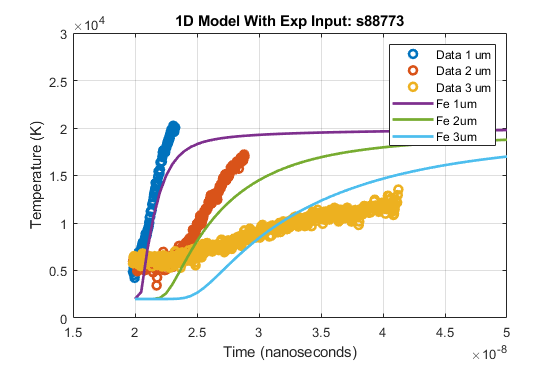 1D Model With Exp Input: s88773
×10⁴
3
2.5
2
1.5
1
0.5
0
Temperature (K)
Data 1 um
Data 2 um
Data 3 um
Fe 1um
Fe 2um
Fe 3um
1.5 2 2.5 3 3.5 4 4.5 5
Time (nanoseconds)
×10⁻⁸